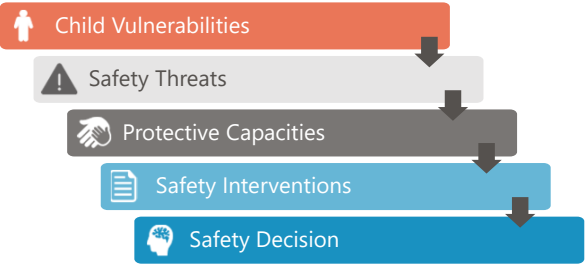 Child Vulnerabilities
Safety Threats
Protective Capacities
Safety Interventions
Safety Decision